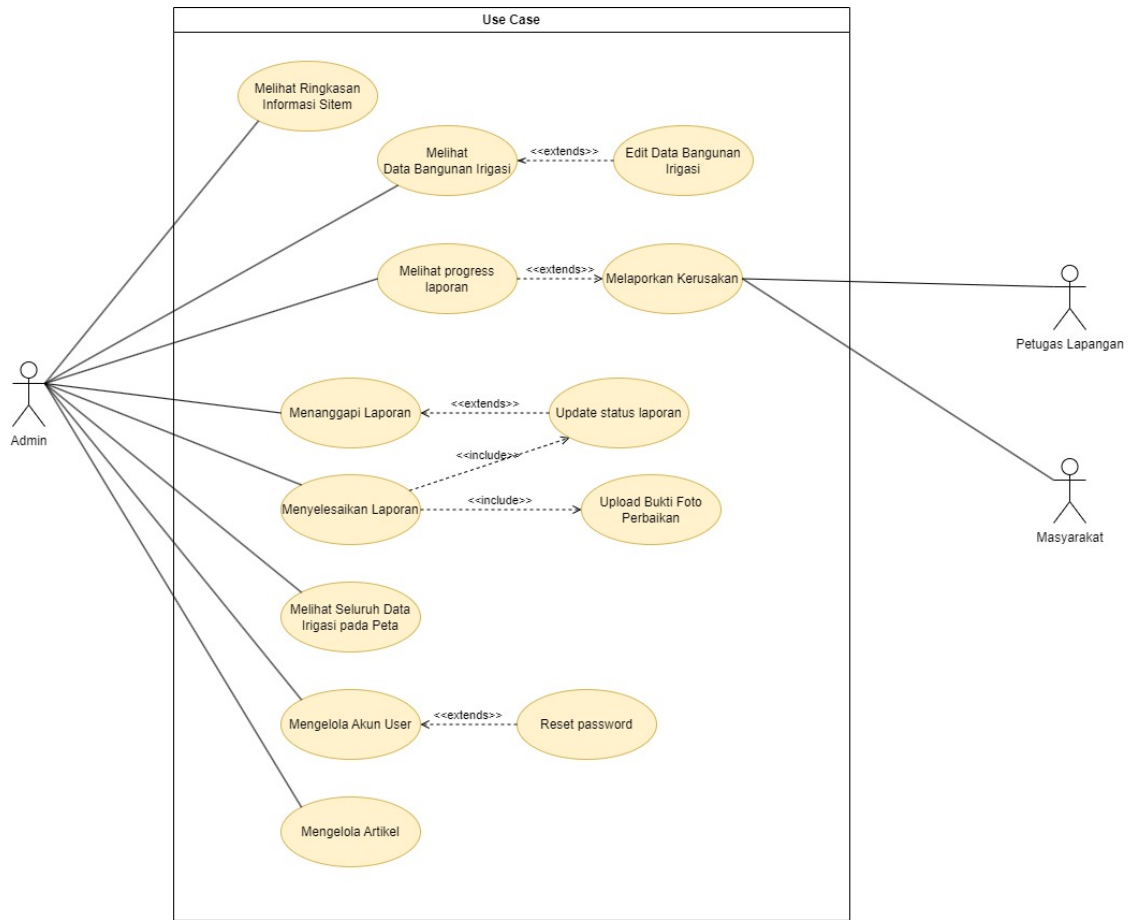 Use Case
Melihat Ringkasan
Informasi Sitem
Melihat
Data Bangunan Irigasi
<<extends>>
Edit Data Bangunan
Irigasi
Melihat progress
laporan
<<extends>>
Melaporkan Kerusakan
Petugas Lapangan
Admin
Menanggapi Laporan
<<extends>>
Update status laporan
<<include>>
Menyelesaikan Laporan
<<include>>
Upload Bukti Foto
Perbaikan
Masyarakat
Melihat Seluruh Data
Irigasi pada Peta
Mengelola Akun User
<<extends>>
Reset password
Mengelola Artikel